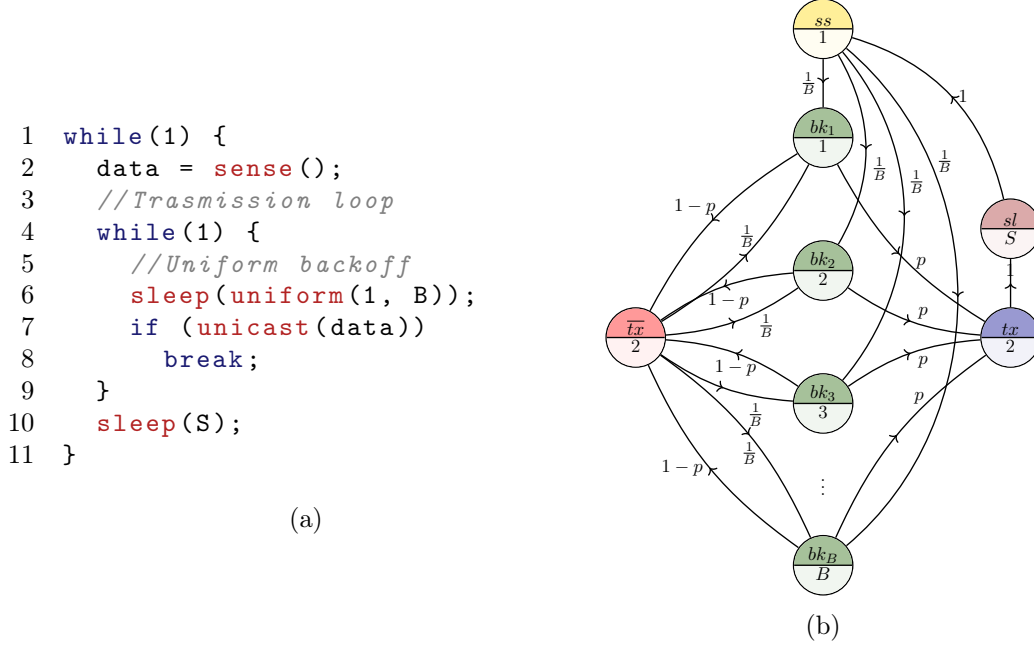 1 while(1) {
2 data = sense();
3 //Trasmission loop
4 while(1) {
5 //Uniform backoff
6 sleep(uniform(1, B));
7 if (unicast(data))
8 break;
9 }
10 sleep(S);
11 }
(a)
ss
1
1/B
bk₁
1
1/B
1/B
1/B
1
1 − p
1/B
sl
S
p
1
bk₂
2
1 − p
p
1/B
t̅x̅
2
tx
2
1 − p
p
bk₃
3
1/B
p
1/B
1 − p
⋮
bk_B
B
(b)